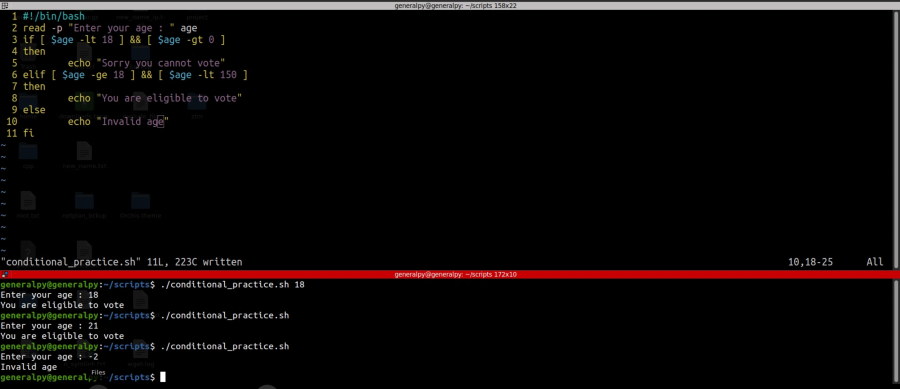 generalpy@generalpy: ~/scripts 158x22
1 #!/bin/bash
2 read -p "Enter your age : " age
3 if [ $age -lt 18 ] && [ $age -gt 0 ]
4 then
5 echo "Sorry you cannot vote"
6 elif [ $age -ge 18 ] && [ $age -lt 150 ]
7 then
8 echo "You are eligible to vote"
9 else
10 echo "Invalid age"
11 fi
~
~
~
~
~
~
~
~
~
~
"conditional_practice.sh" 11L, 223C written 10,18-25 All
generalpy@generalpy: ~/scripts 172x10
generalpy@generalpy:~/scripts$ ./conditional_practice.sh 18
Enter your age : 18
You are eligible to vote
generalpy@generalpy:~/scripts$ ./conditional_practice.sh
Enter your age : 21
You are eligible to vote
generalpy@generalpy:~/scripts$ ./conditional_practice.sh
Enter your age : -2
Invalid age
Files
generalpy@generalpy:~/scripts$